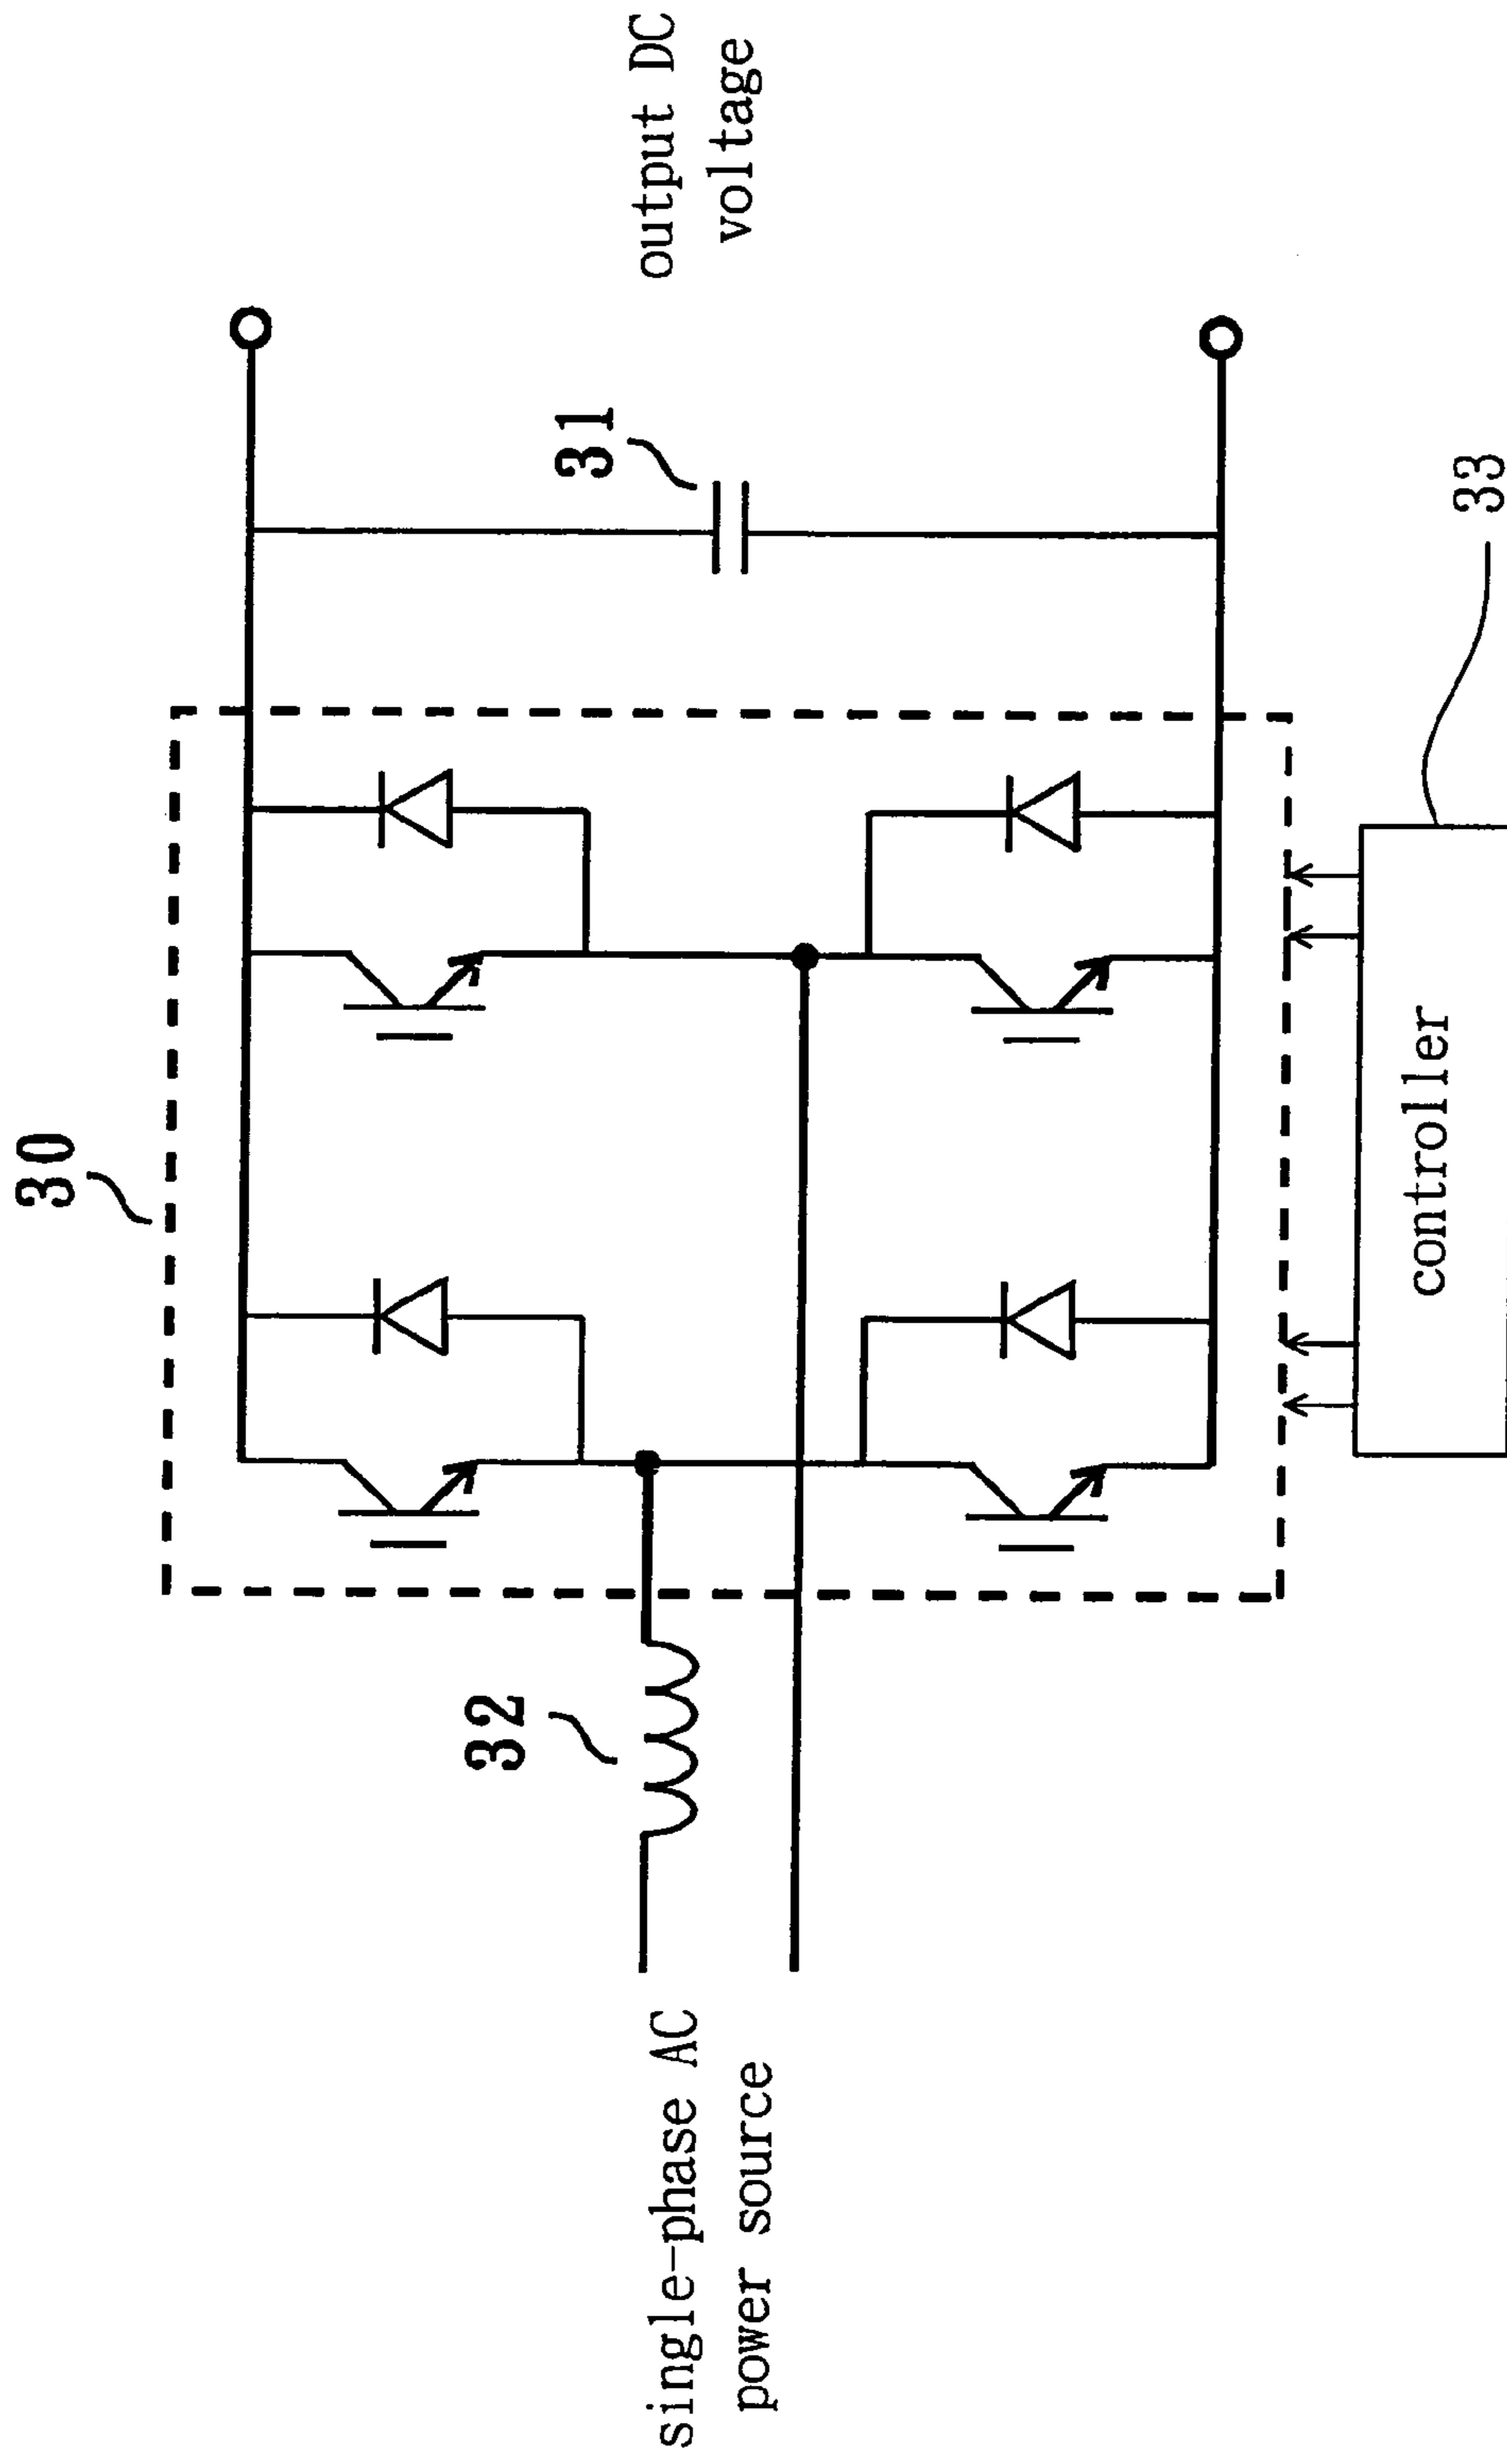 30
32
31
single-phase AC
power source
output DC
voltage
controller
33